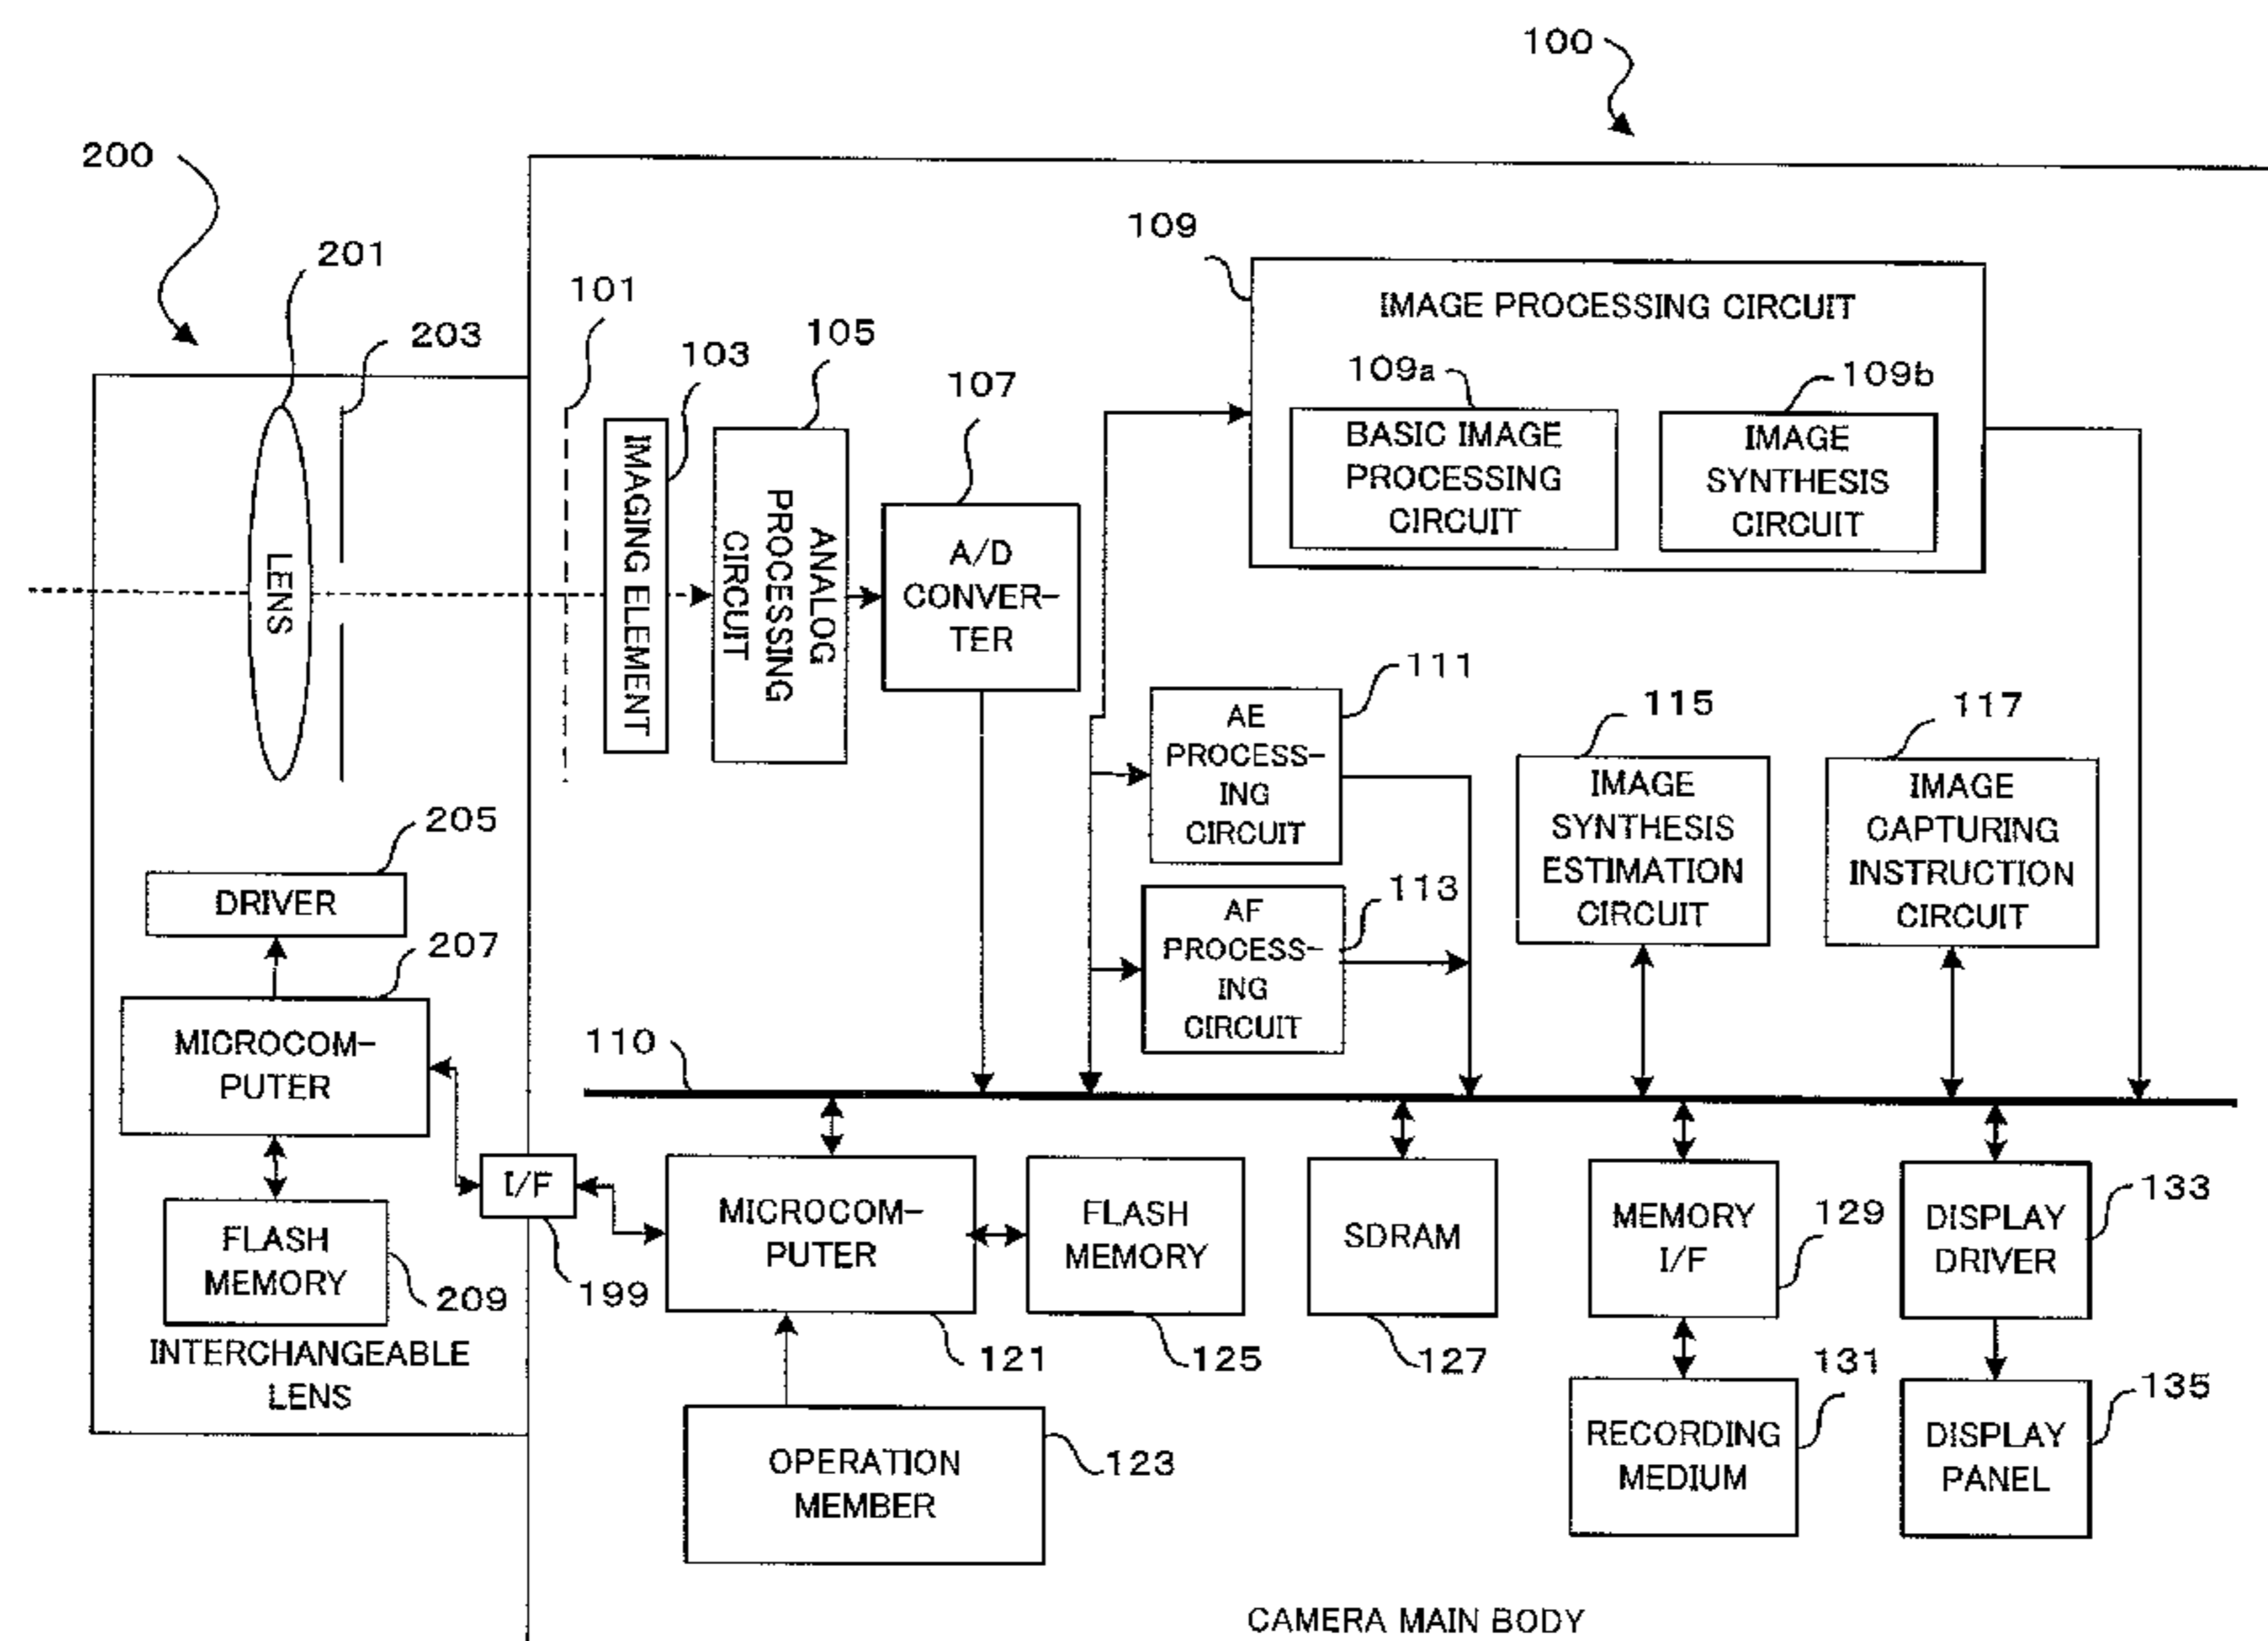 100
200
109
201
101
IMAGE PROCESSING CIRCUIT
203
105
103
109a
109b
107
IMAGING ELEMENT
ANALOG
PROCESSING
CIRCUIT
BASIC IMAGE
PROCESSING
CIRCUIT
IMAGE
SYNTHESIS
CIRCUIT
LENS
A/D
CONVER-
TER
111
115
117
AE
PROCESS-
ING
CIRCUIT
IMAGE
SYNTHESIS
ESTIMATION
CIRCUIT
IMAGE
CAPTURING
INSTRUCTION
CIRCUIT
205
DRIVER
113
AF
PROCESS-
ING
CIRCUIT
207
MICROCOM-
PUTER
110
I/F
199
FLASH
MEMORY
209
INTERCHANGEABLE
LENS
MICROCOM-
PUTER
121
FLASH
MEMORY
125
SDRAM
127
MEMORY
I/F
129
DISPLAY
DRIVER
133
OPERATION
MEMBER
123
RECORDING
MEDIUM
131
DISPLAY
PANEL
135
CAMERA MAIN BODY